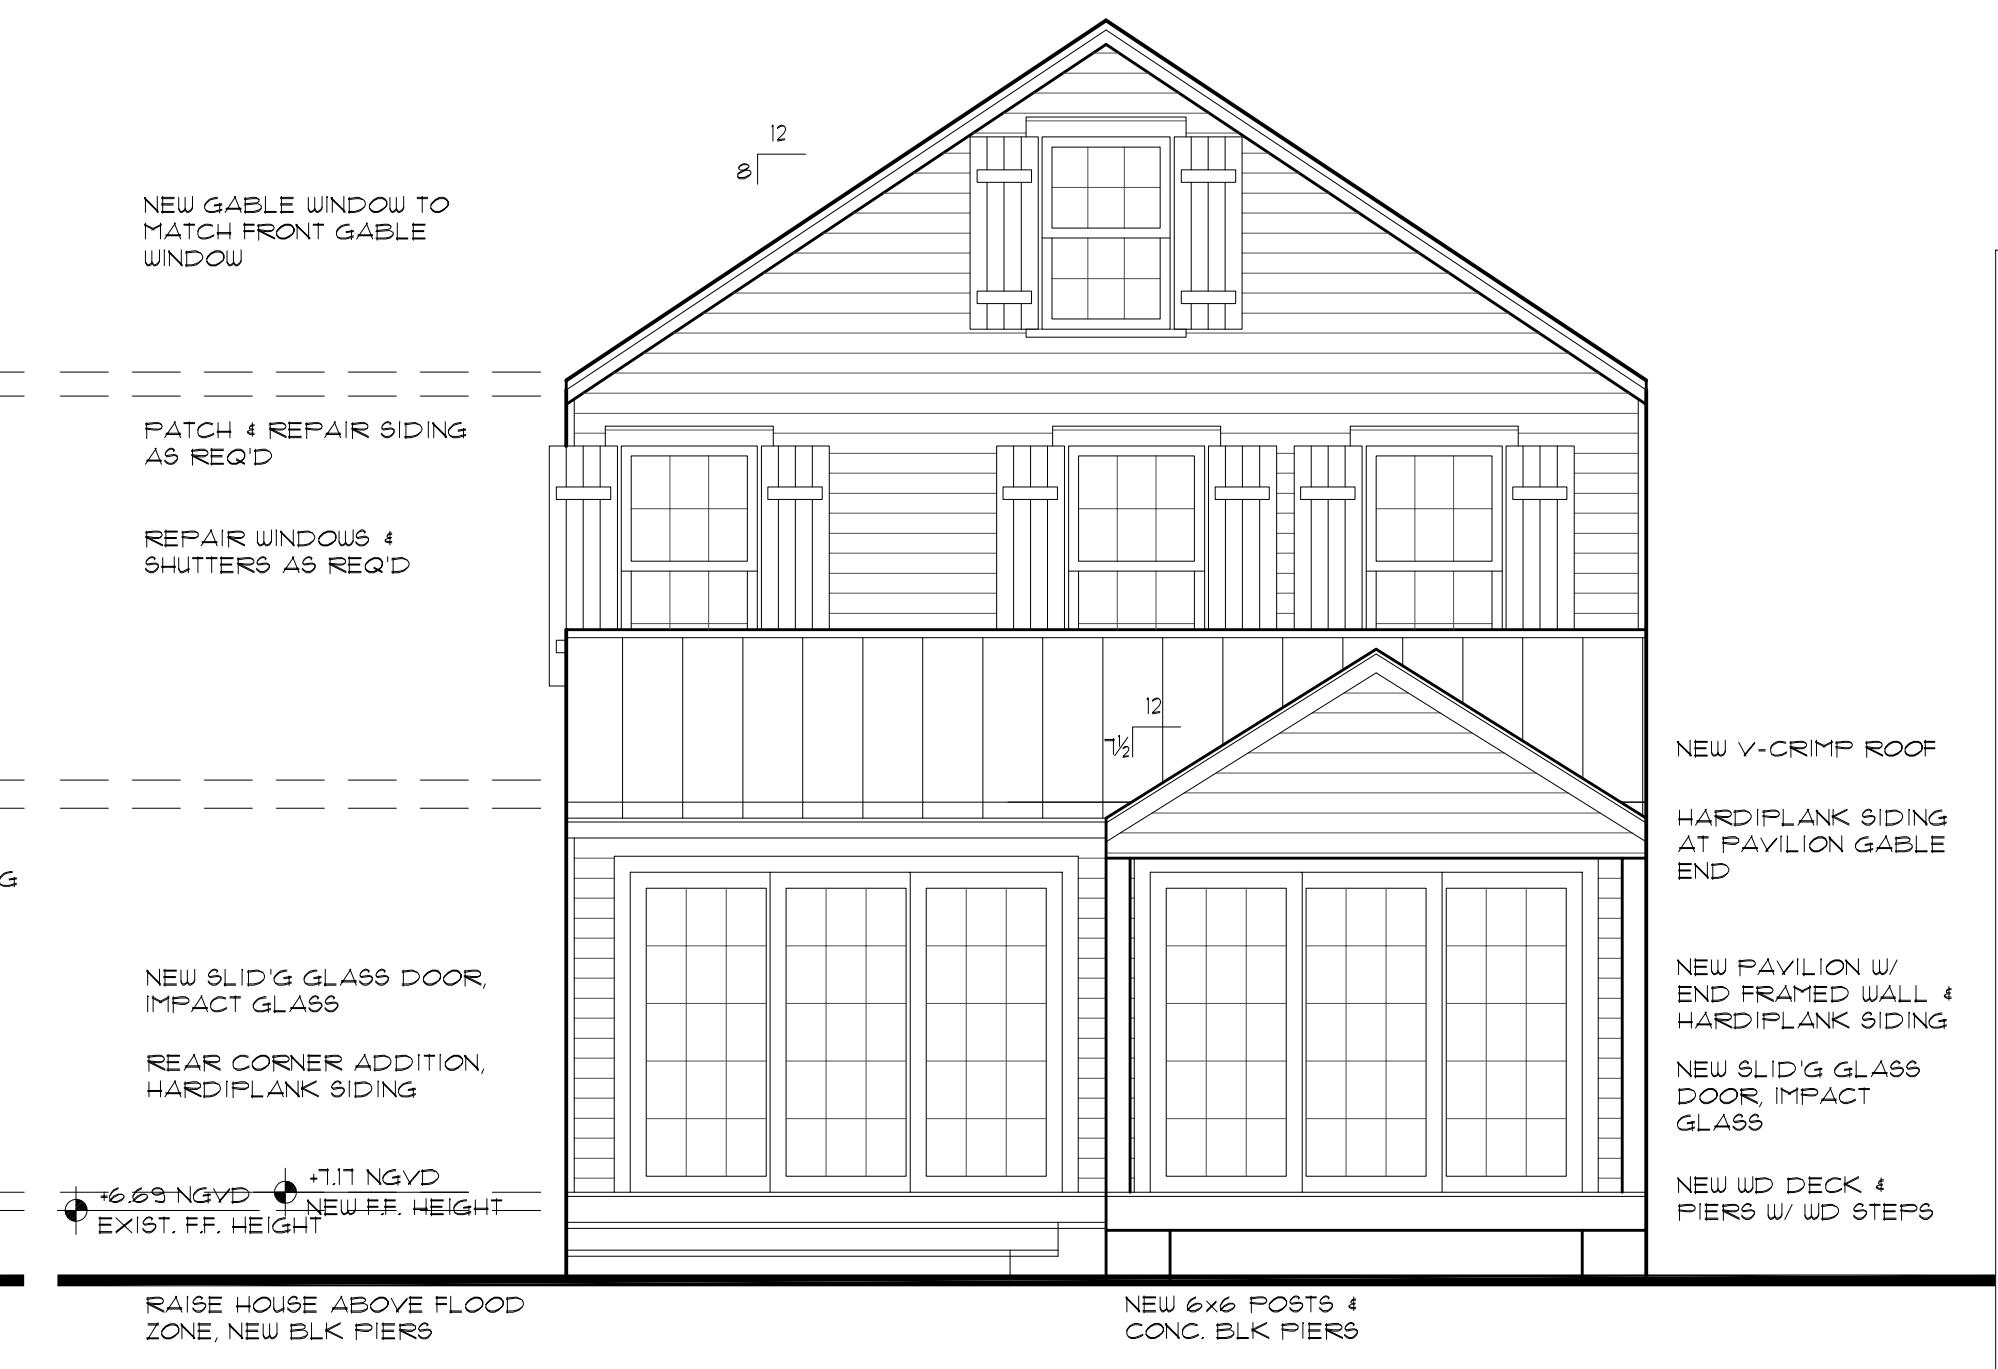 12
8
NEW GABLE WINDOW TO
MATCH FRONT GABLE
WINDOW
PATCH & REPAIR SIDING
AS REQ'D
REPAIR WINDOWS &
SHUTTERS AS REQ'D
12
7½
NEW V-CRIMP ROOF
HARDIPLANK SIDING
AT PAVILION GABLE
END
G
NEW SLID'G GLASS DOOR,
IMPACT GLASS
REAR CORNER ADDITION,
HARDIPLANK SIDING
NEW PAVILION W/
END FRAMED WALL &
HARDIPLANK SIDING
NEW SLID'G GLASS
DOOR, IMPACT
GLASS
NEW WD DECK &
PIERS W/ WD STEPS
+7.17 NGVD
NEW F.F. HEIGHT
+6.69 NGVD
EXIST. F.F. HEIGHT
RAISE HOUSE ABOVE FLOOD
ZONE, NEW BLK PIERS
NEW 6x6 POSTS &
CONC. BLK PIERS